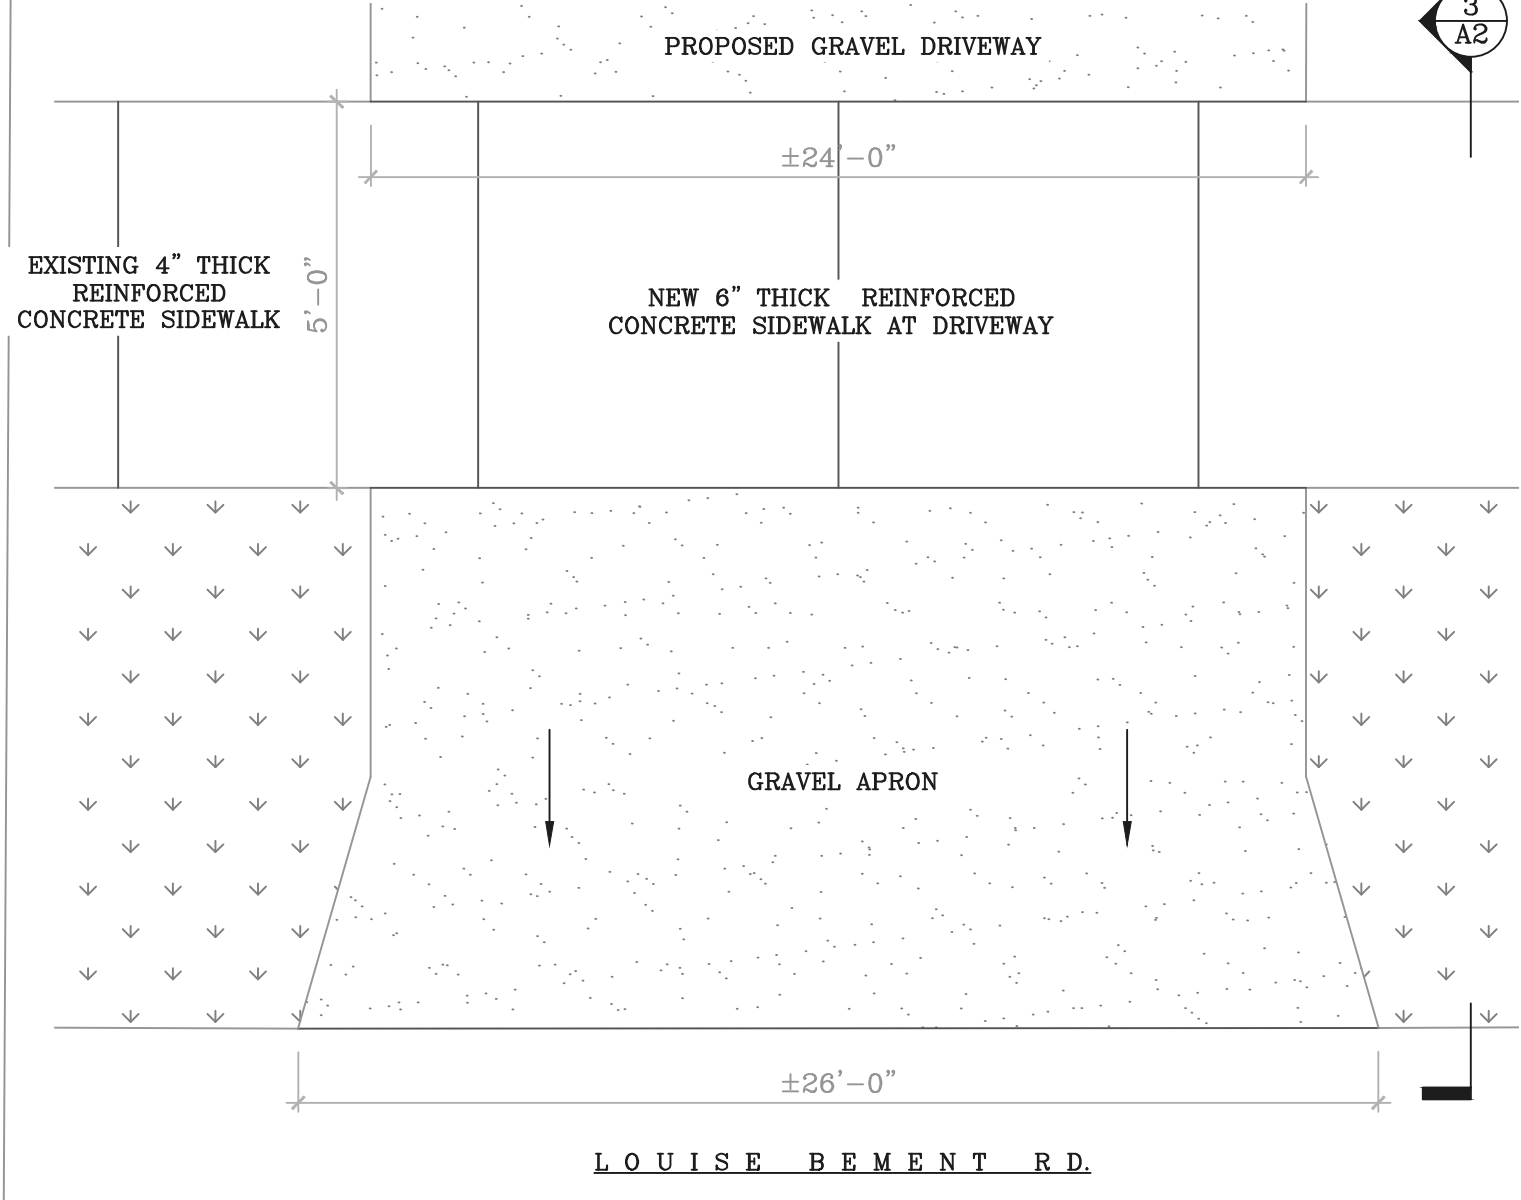 3
A2
PROPOSED GRAVEL DRIVEWAY
±24'-0"
EXISTING 4" THICK
REINFORCED
CONCRETE SIDEWALK
5'-0"
NEW 6" THICK REINFORCED
CONCRETE SIDEWALK AT DRIVEWAY
GRAVEL APRON
±26'-0"
LOUISE BEMENT RD.